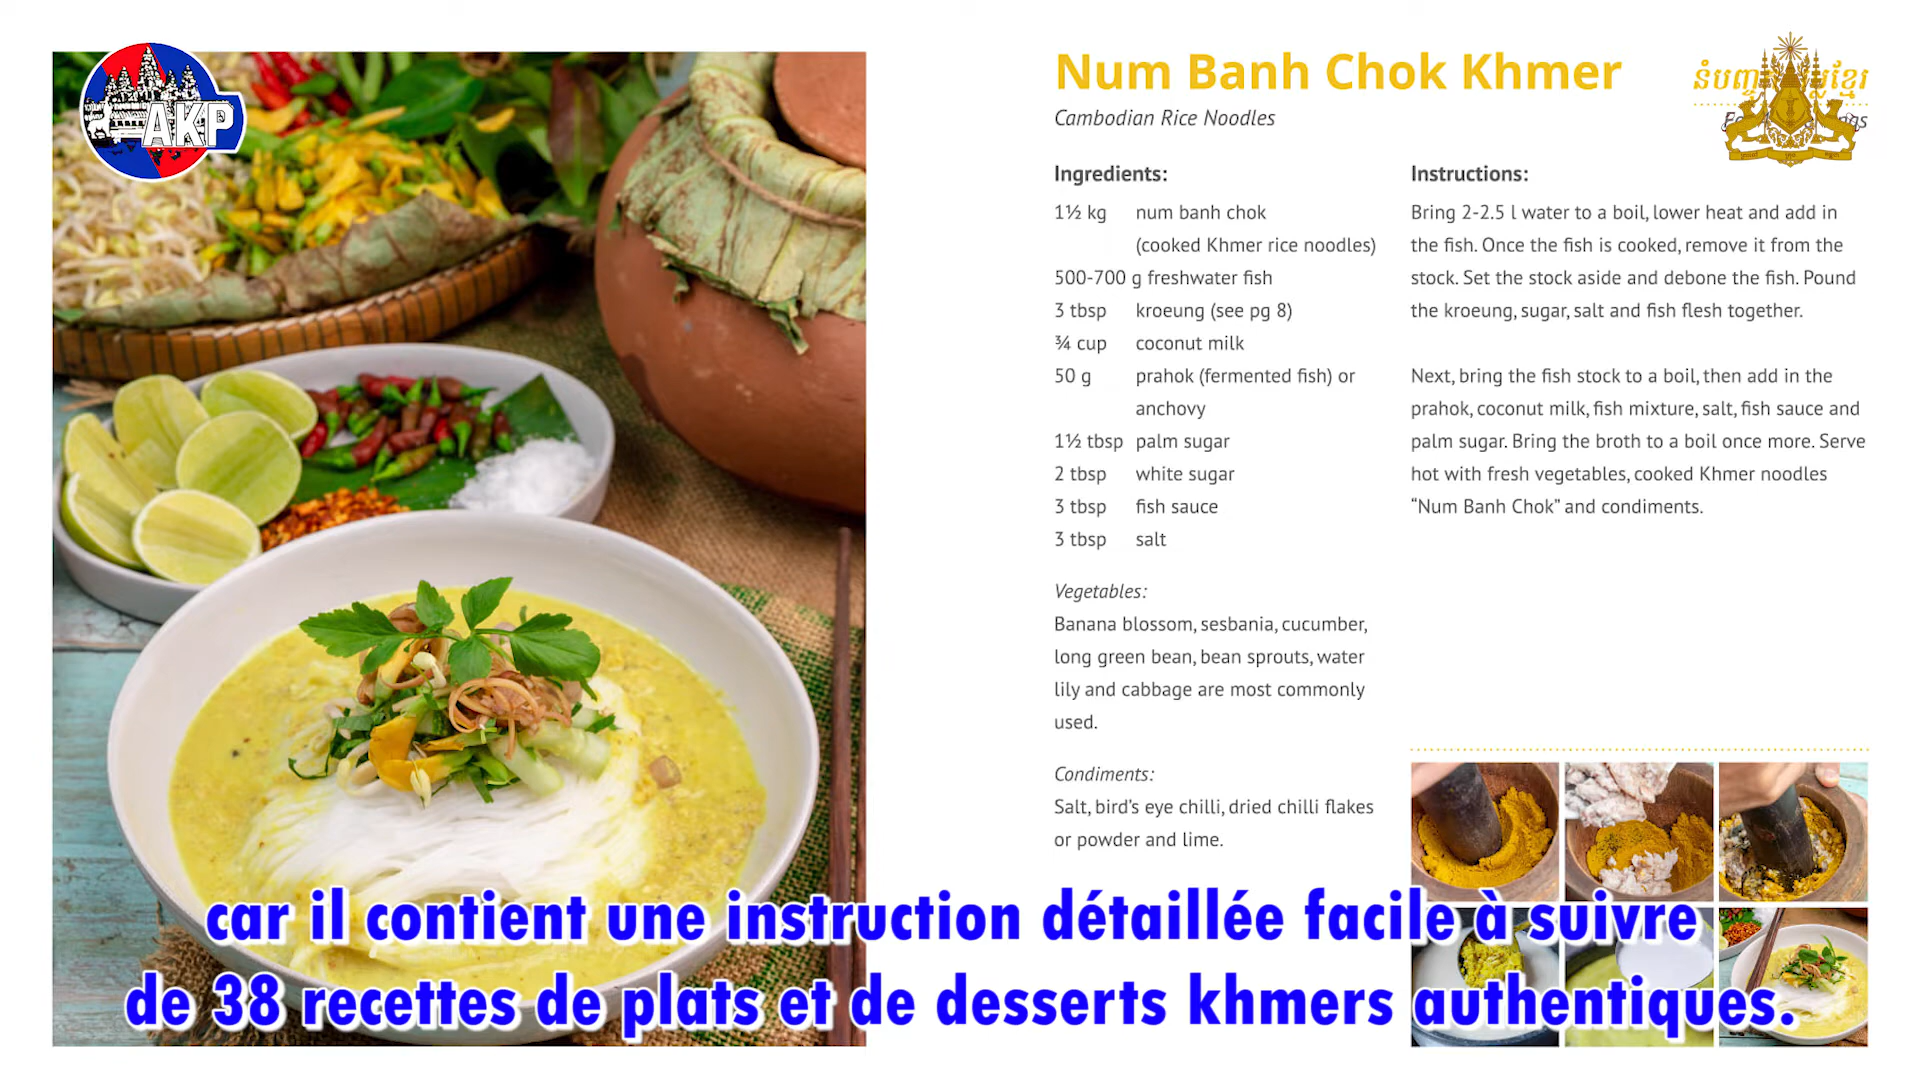 AKP
Num Banh Chok Khmer
Cambodian Rice Noodles
Ingredients:
1½ kg num banh chok
(cooked Khmer rice noodles)
500-700 g freshwater fish
3 tbsp kroeung (see pg 8)
¾ cup coconut milk
50 g prahok (fermented fish) or
anchovy
1½ tbsp palm sugar
2 tbsp white sugar
3 tbsp fish sauce
3 tbsp salt
Vegetables:
Banana blossom, sesbania, cucumber,
long green bean, bean sprouts, water
lily and cabbage are most commonly
used.
Condiments:
Salt, bird’s eye chilli, dried chilli flakes
or powder and lime.
Instructions:
Bring 2-2.5 l water to a boil, lower heat and add in
the fish. Once the fish is cooked, remove it from the
stock. Set the stock aside and debone the fish. Pound
the kroeung, sugar, salt and fish flesh together.
Next, bring the fish stock to a boil, then add in the
prahok, coconut milk, fish mixture, salt, fish sauce and
palm sugar. Bring the broth to a boil once more. Serve
hot with fresh vegetables, cooked Khmer noodles
“Num Banh Chok” and condiments.
car il contient une instruction détaillée facile à suivre
de 38 recettes de plats et de desserts khmers authentiques.